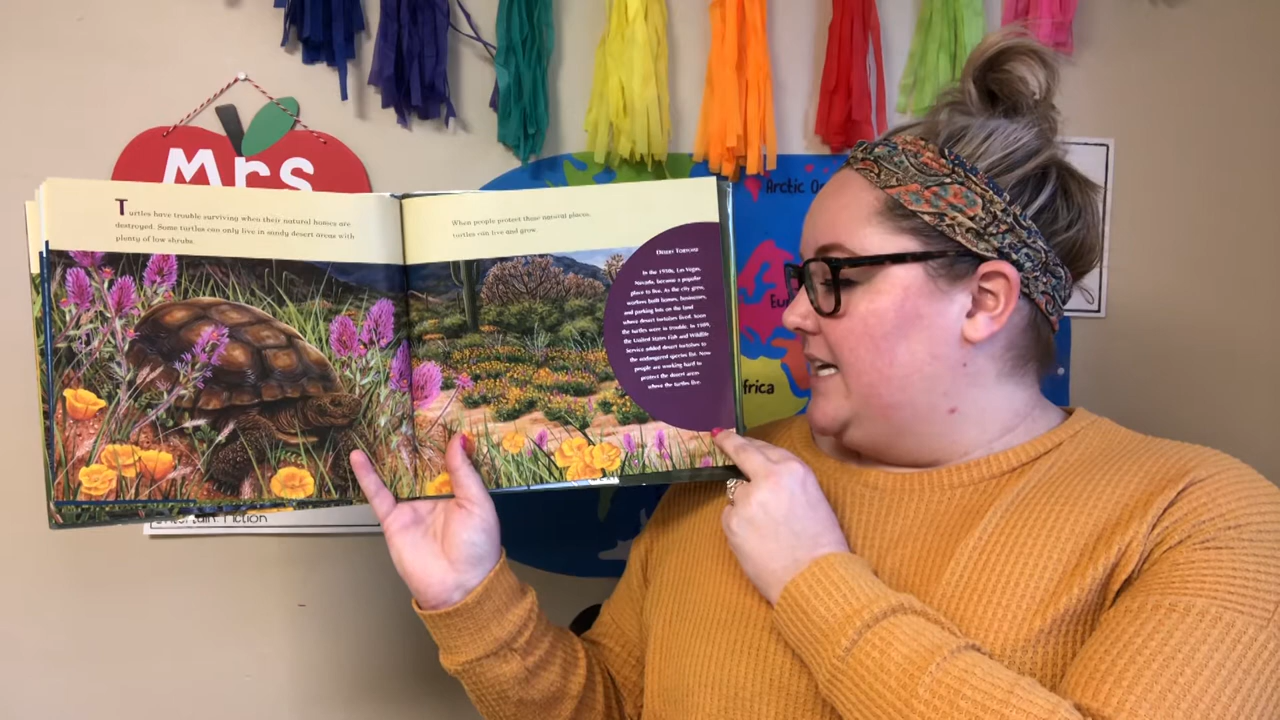 Mrs
Turtles have trouble surviving when their natural homes are
destroyed. Some turtles can only live in sandy desert areas with
plenty of low shrubs.
When people protect these natural places,
turtles can live and grow.
Desert Tortoise
In the 1950s, Las Vegas,
Nevada, became a popular
place to live. As the city grew,
workers built homes, businesses,
and parking lots on the land
where desert tortoises lived. Soon
the turtles were in trouble. In 1989,
the United States Fish and Wildlife
Service added desert tortoises to
the endangered species list. Now
people are working hard to
protect the desert areas
where the turtles live.
Arctic
frica
Fiction